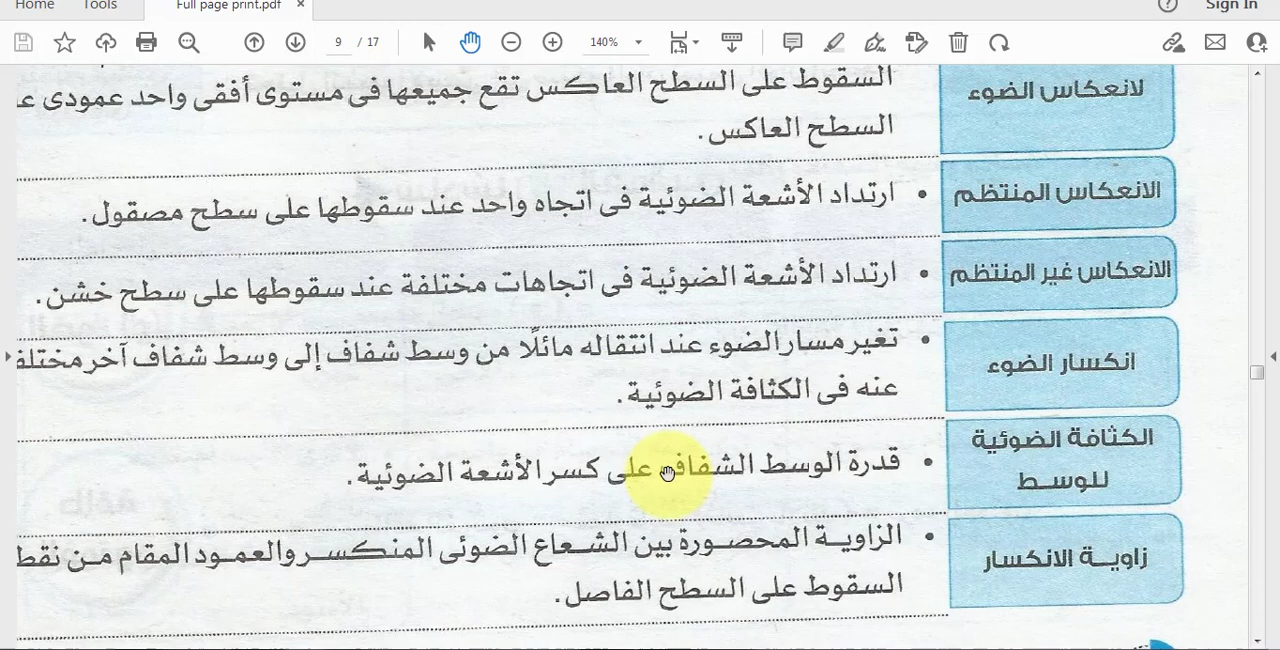 Home Tools Full page print.pdf × Sign In
9 / 17 140%
لانعكاس الضوء
السقوط على السطح العاكس تقع جميعها فى مستوى أفقى واحد عمودى
السطح العاكس.
الانعكاس المنتظم
• ارتداد الأشعة الضوئية فى اتجاه واحد عند سقوطها على سطح مصقول.
الانعكاس غير المنتظم
• ارتداد الأشعة الضوئية فى اتجاهات مختلفة عند سقوطها على سطح خشن.
انكسار الضوء
• تغير مسار الضوء عند انتقاله مائلًا من وسط شفاف إلى وسط شفاف آخر مختلف
عنه فى الكثافة الضوئية.
الكثافة الضوئية
للوسط
• قدرة الوسط الشفاف على كسر الأشعة الضوئية.
زاوية الانكسار
• الزاوية المحصورة بين الشعاع الضوئى المنكسر والعمود المقام من نقط
السقوط على السطح الفاصل.